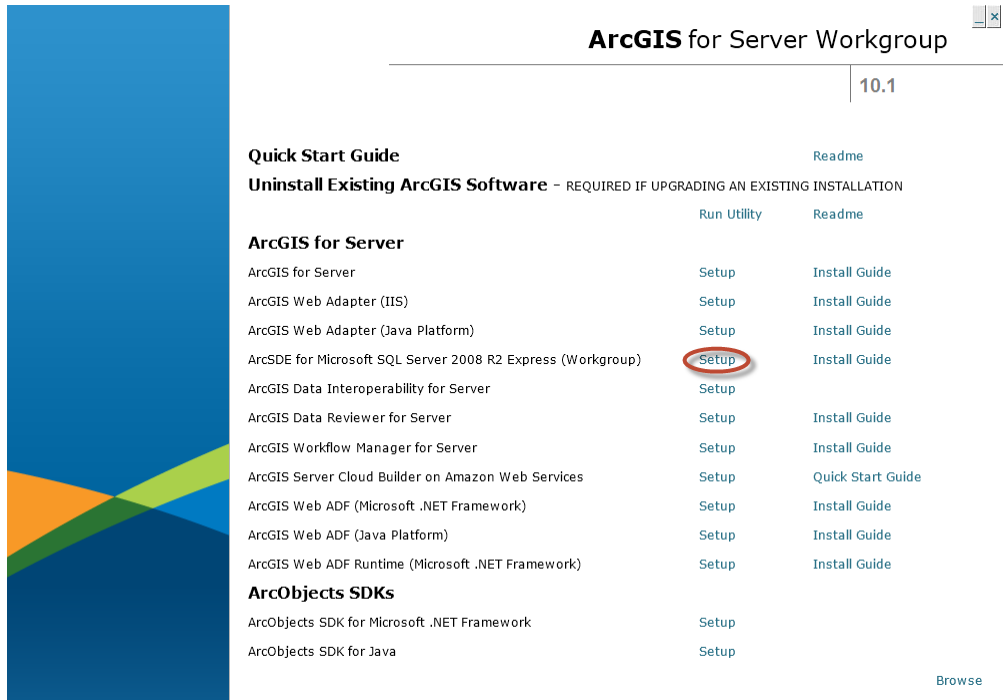 ArcGIS for Server Workgroup
10.1
Quick Start Guide Readme
Uninstall Existing ArcGIS Software – REQUIRED IF UPGRADING AN EXISTING INSTALLATION
Run Utility Readme
ArcGIS for Server
ArcGIS for Server Setup Install Guide
ArcGIS Web Adapter (IIS) Setup Install Guide
ArcGIS Web Adapter (Java Platform) Setup Install Guide
ArcSDE for Microsoft SQL Server 2008 R2 Express (Workgroup) Setup Install Guide
ArcGIS Data Interoperability for Server Setup
ArcGIS Data Reviewer for Server Setup Install Guide
ArcGIS Workflow Manager for Server Setup Install Guide
ArcGIS Server Cloud Builder on Amazon Web Services Setup Quick Start Guide
ArcGIS Web ADF (Microsoft .NET Framework) Setup Install Guide
ArcGIS Web ADF (Java Platform) Setup Install Guide
ArcGIS Web ADF Runtime (Microsoft .NET Framework) Setup Install Guide
ArcObjects SDKs
ArcObjects SDK for Microsoft .NET Framework Setup
ArcObjects SDK for Java Setup
Browse